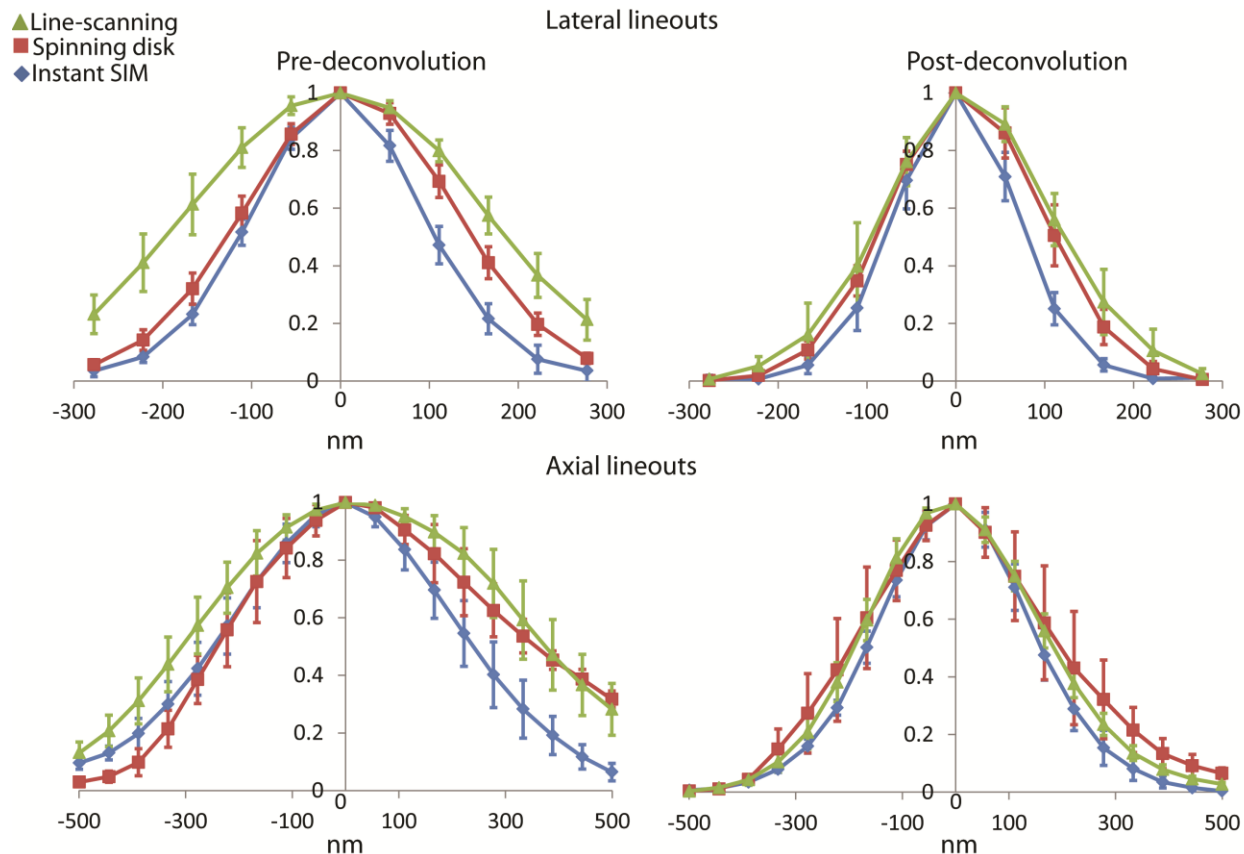 Line-scanning
Spinning disk
Instant SIM
Lateral lineouts
Pre-deconvolution
Post-deconvolution
1
0.8
0.6
0.4
0.2
0
-300 -200 -100 0 100 200 300
nm
1
0.8
0.6
0.4
0.2
0
-300 -200 -100 0 100 200 300
nm
Axial lineouts
1
0.8
0.6
0.4
0.2
0
-500 -300 -100 0 100 300 500
nm
1
0.8
0.6
0.4
0.2
0
-500 -300 -100 0 100 300 500
nm